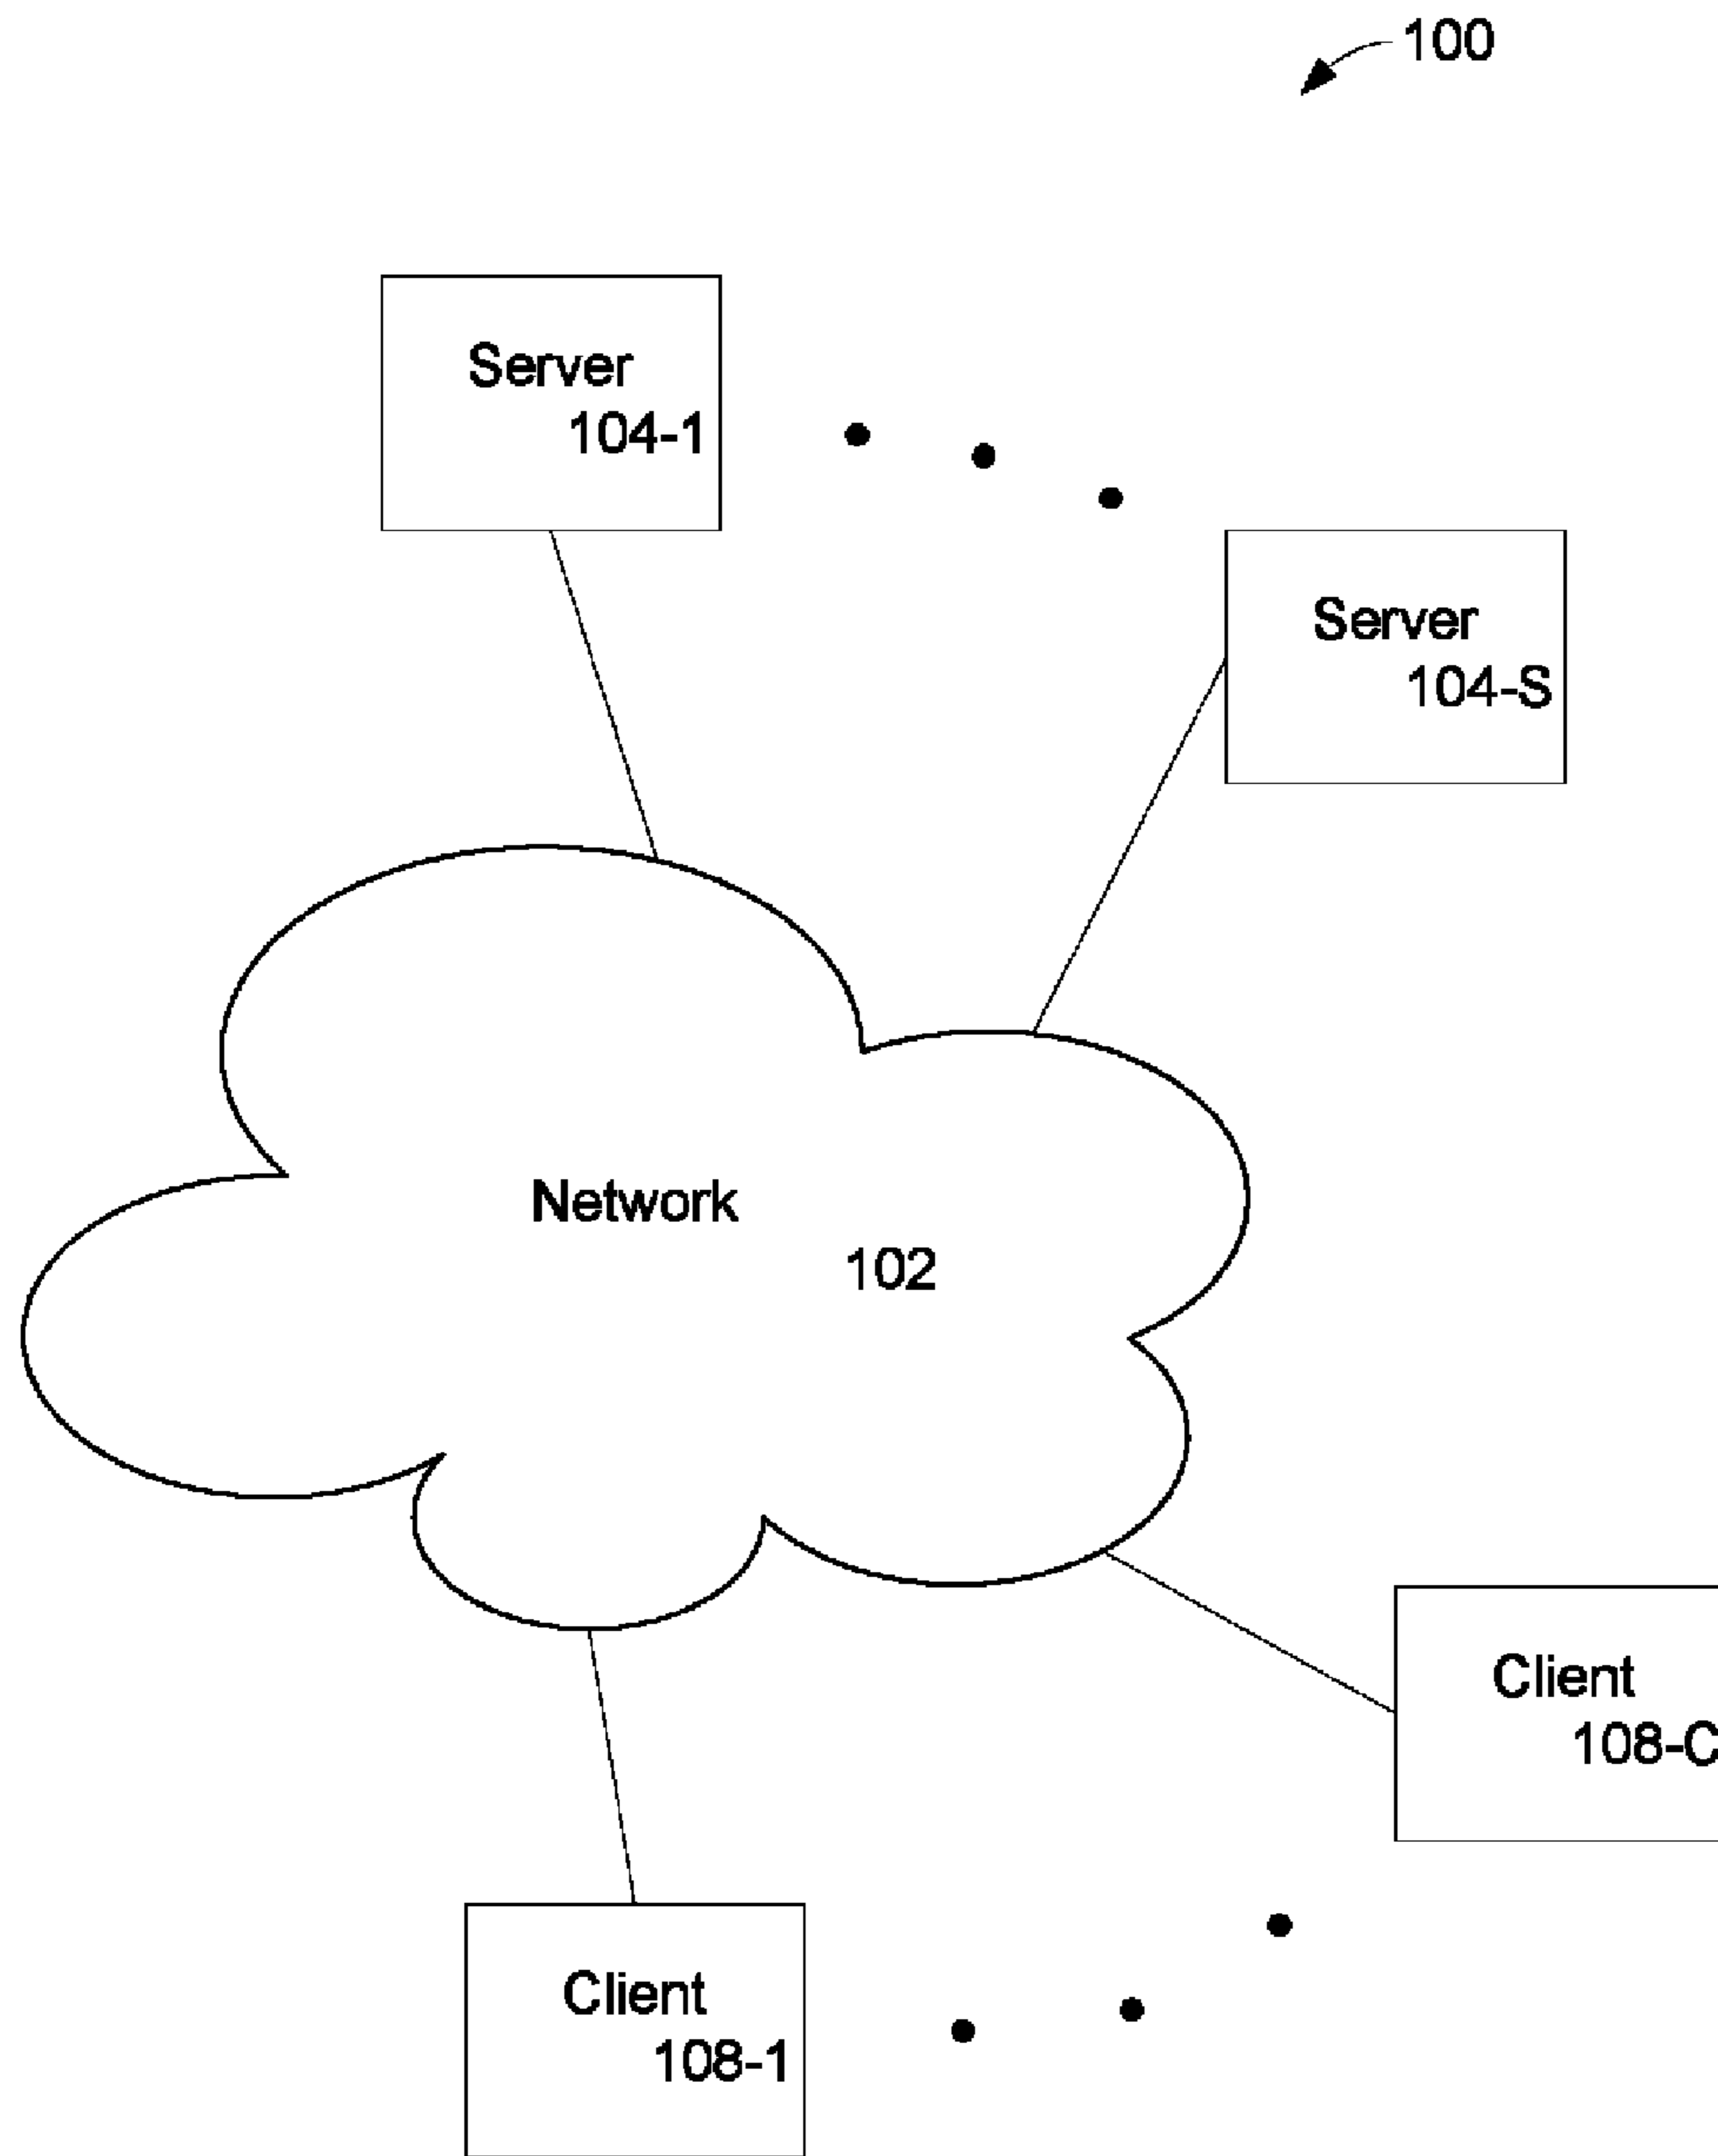 100
Server
104-1
Server
104-S
Network
102
Client
108-C
Client
108-1